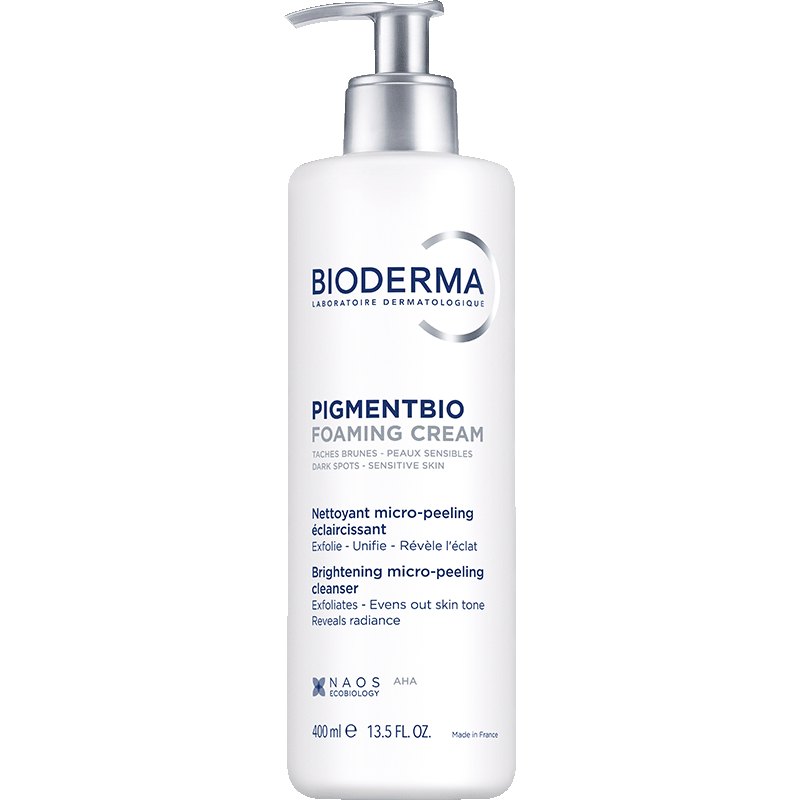 BIODERMA
LABORATOIRE DERMATOLOGIQUE
PIGMENTBIO
FOAMING CREAM
TACHES BRUNES - PEAUX SENSIBLES
DARK SPOTS - SENSITIVE SKIN
Nettoyant micro-peeling
éclaircissant
Exfolie - Unifie - Révèle l'éclat
Brightening micro-peeling
cleanser
Exfoliates - Evens out skin tone
Reveals radiance
NAOS AHA
ECOBIOLOGY
400 ml ℮ 13.5 FL. OZ. Made in France